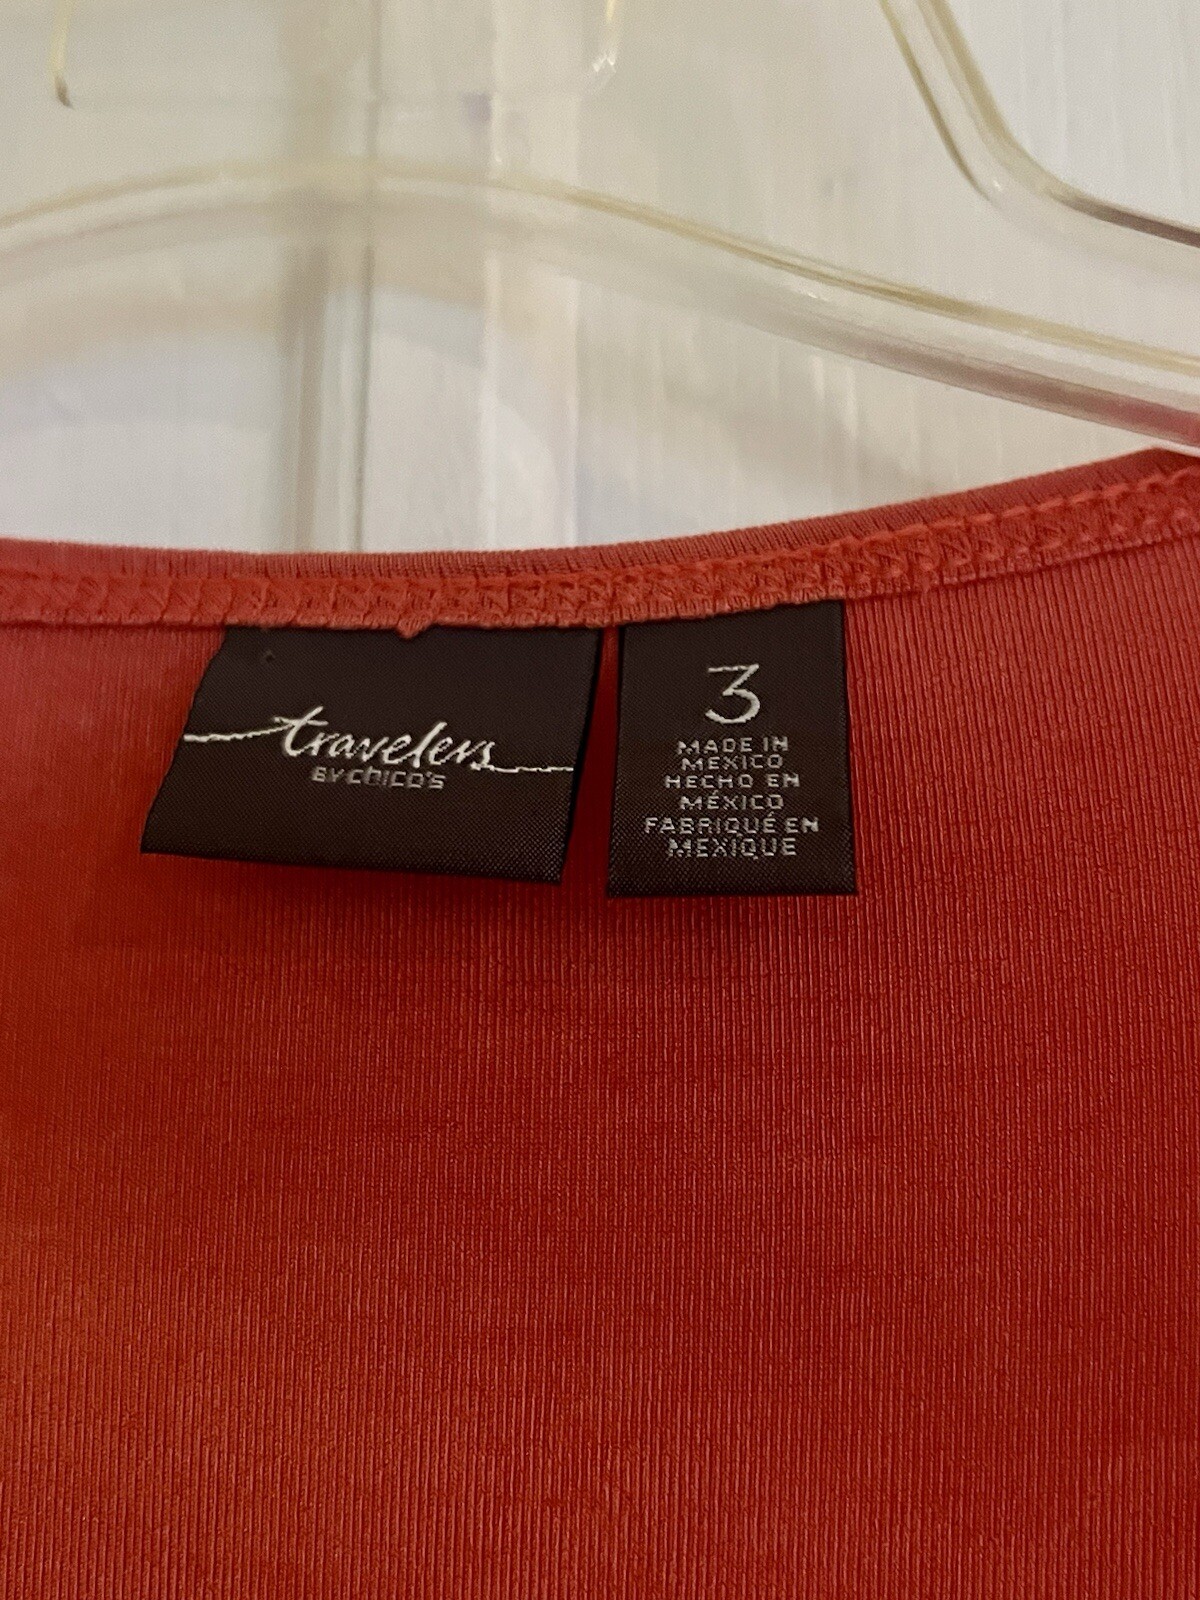 travelers
BY CHICO'S
3
MADE IN
MEXICO
HECHO EN
MÉXICO
FABRIQUÉ EN
MEXIQUE